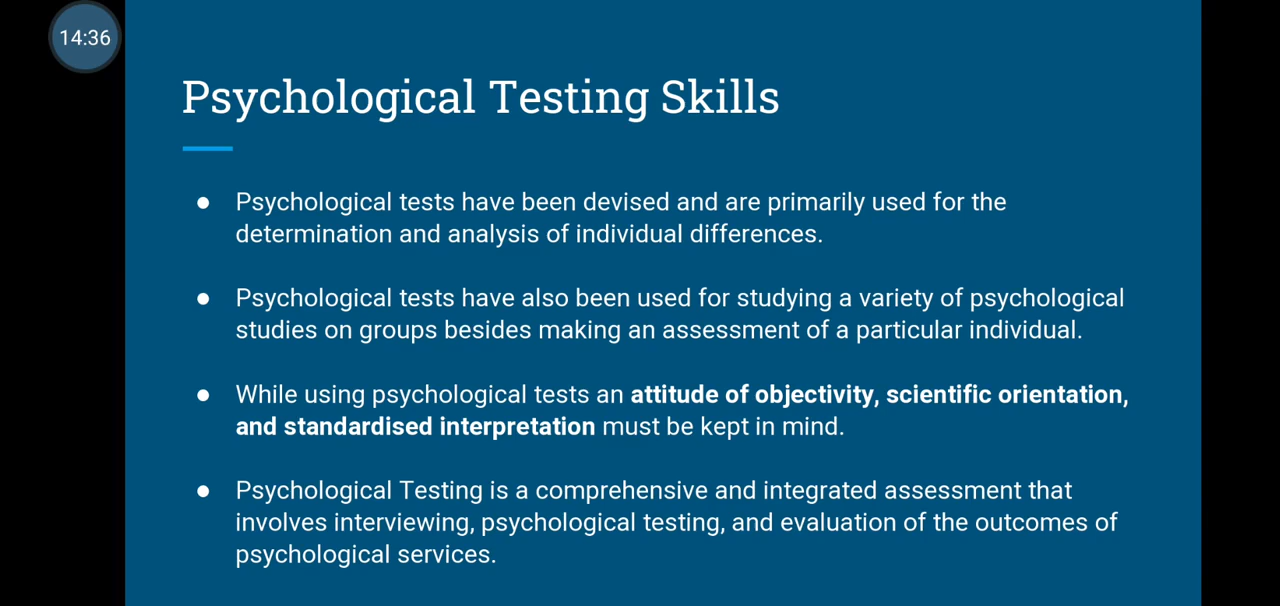 14:36
Psychological Testing Skills
● Psychological tests have been devised and are primarily used for the
determination and analysis of individual differences.
● Psychological tests have also been used for studying a variety of psychological
studies on groups besides making an assessment of a particular individual.
● While using psychological tests an attitude of objectivity, scientific orientation,
and standardised interpretation must be kept in mind.
● Psychological Testing is a comprehensive and integrated assessment that
involves interviewing, psychological testing, and evaluation of the outcomes of
psychological services.